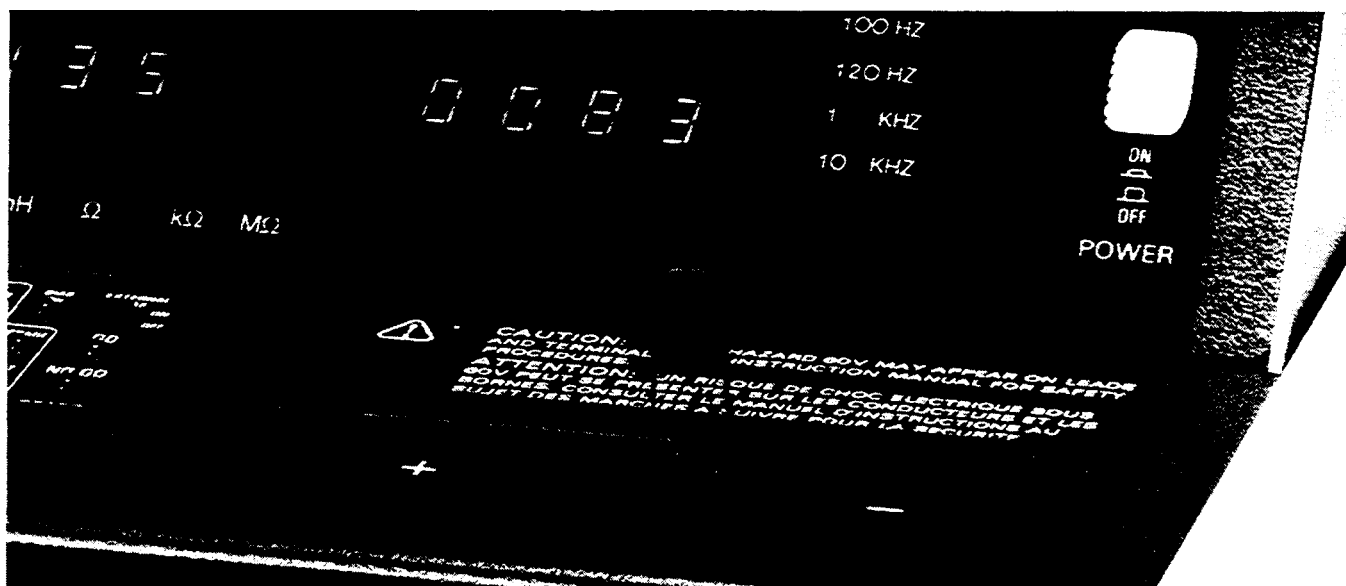 100 HZ
3 5
120 HZ
1 KHZ
10 KHZ
ON
OFF
POWER
Ω kΩ MΩ
CAUTION: HAZARD 60V MAY APPEAR ON LEADS
AND TERMINAL INSTRUCTION MANUAL FOR SAFETY
PROCEDURES.
ATTENTION: UN RISQUE DE CHOC ELECTRIQUE SOUS
60V PEUT SE PRESENTER SUR LES CONDUCTEURS ET LES
BORNES. CONSULTER LE MANUEL D'INSTRUCTIONS AU
SUJET DES MARCHES A SUIVRE POUR LA SECURITE
+
−